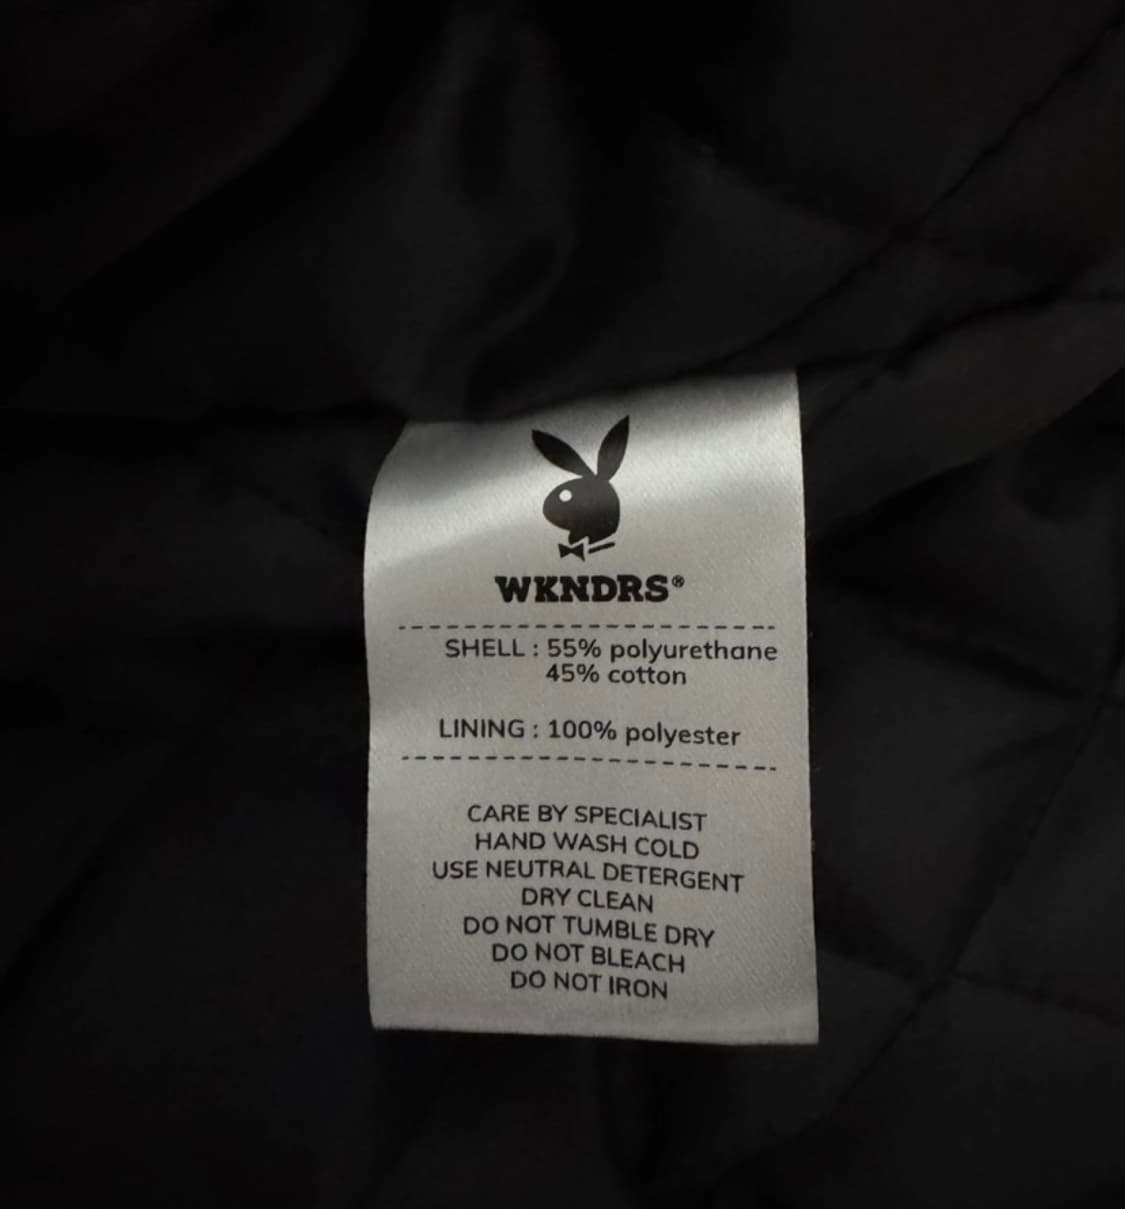 WKNDRS®
SHELL : 55% polyurethane
45% cotton
LINING : 100% polyester
CARE BY SPECIALIST
HAND WASH COLD
USE NEUTRAL DETERGENT
DRY CLEAN
DO NOT TUMBLE DRY
DO NOT BLEACH
DO NOT IRON